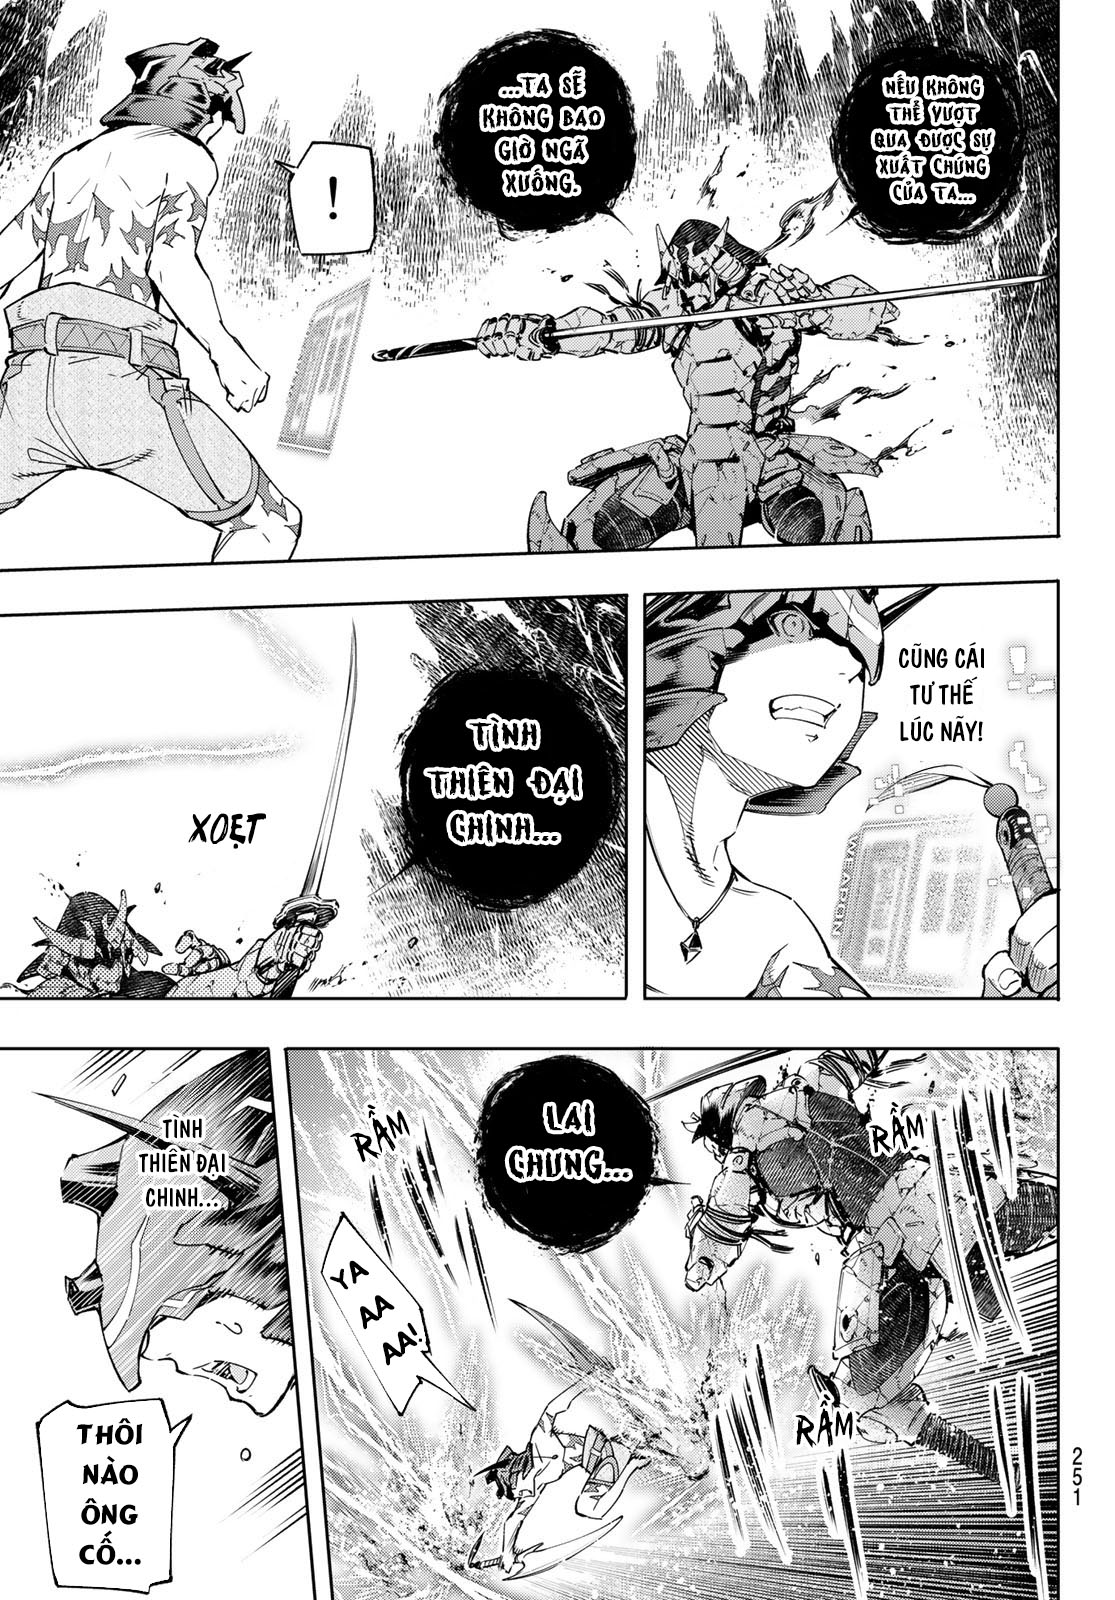 NẾU KHÔNG
THỂ VƯỢT
QUA ĐƯỢC SỰ
XUẤT CHÚNG
CỦA TA...
...TA SẼ
KHÔNG BAO
GIỜ NGÃ
XUỐNG.
!
CŨNG CÁI
TƯ THẾ
LÚC NÃY!
WEAPON
TÌNH
THIÊN ĐẠI
CHINH...
XOẸT
LAI
CHUNG...
RẦM
RẦM
RẦM
YA
AA
AA!
TÌNH
THIÊN ĐẠI
CHINH...
THÔI
NÀO
ÔNG
CỐ...
251